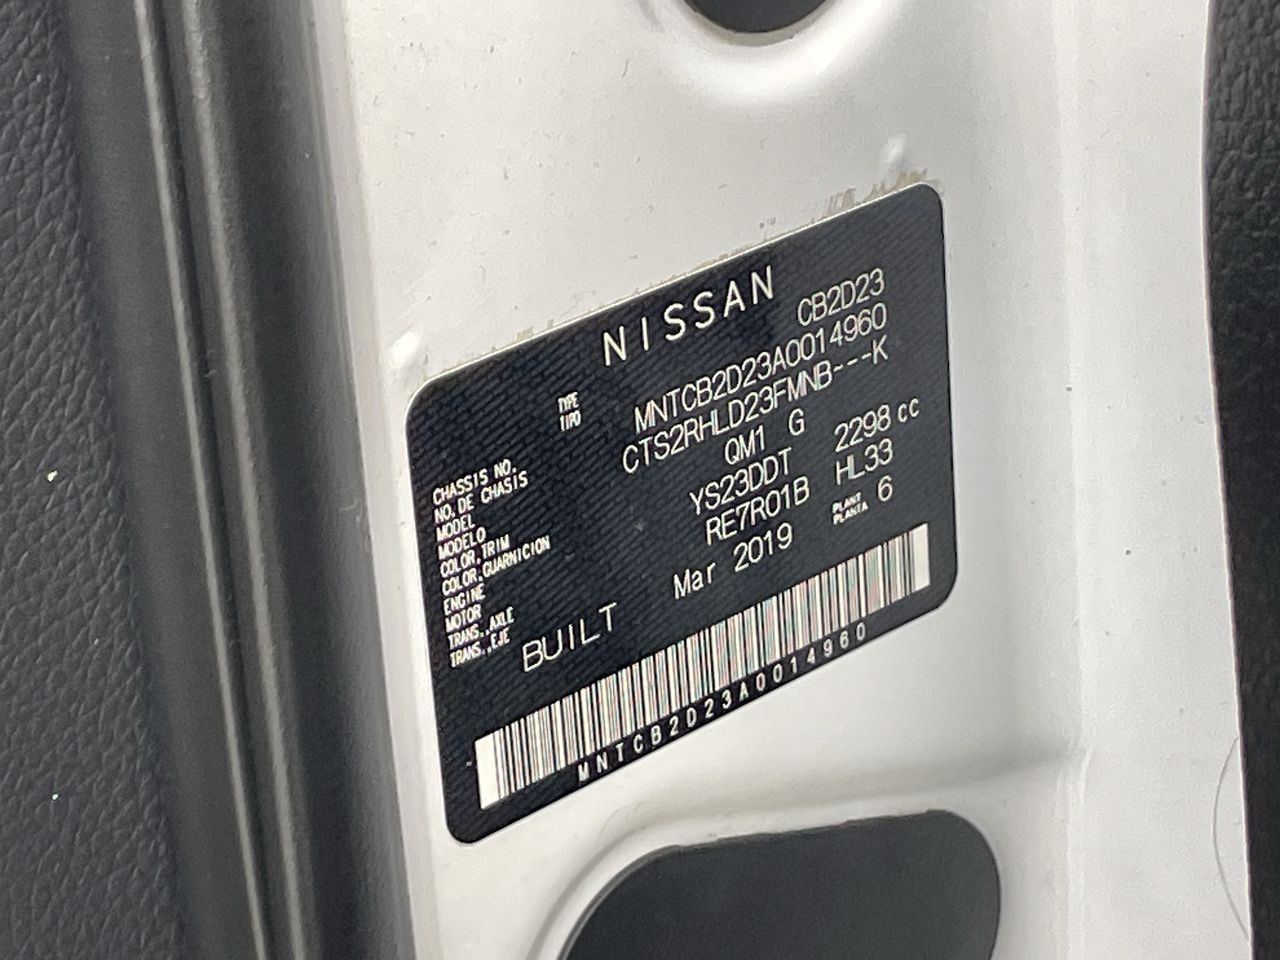 NISSAN
TYPE
TIPO
CB2D23
CHASSIS NO.
NO. DE CHASIS
MNTCB2D23A0014960
MODEL
MODELO
CTS2RHLD23FMNB---K
COLOR,TRIM
COLOR,GUARNICION
QM1 G
ENGINE
MOTOR
YS23DDT 2298 cc
TRANS.,AXLE
TRANS.,EJE
RE7R01B HL33
BUILT Mar 2019
PLANT
PLANTA
6
MNTCB2D23A0014960